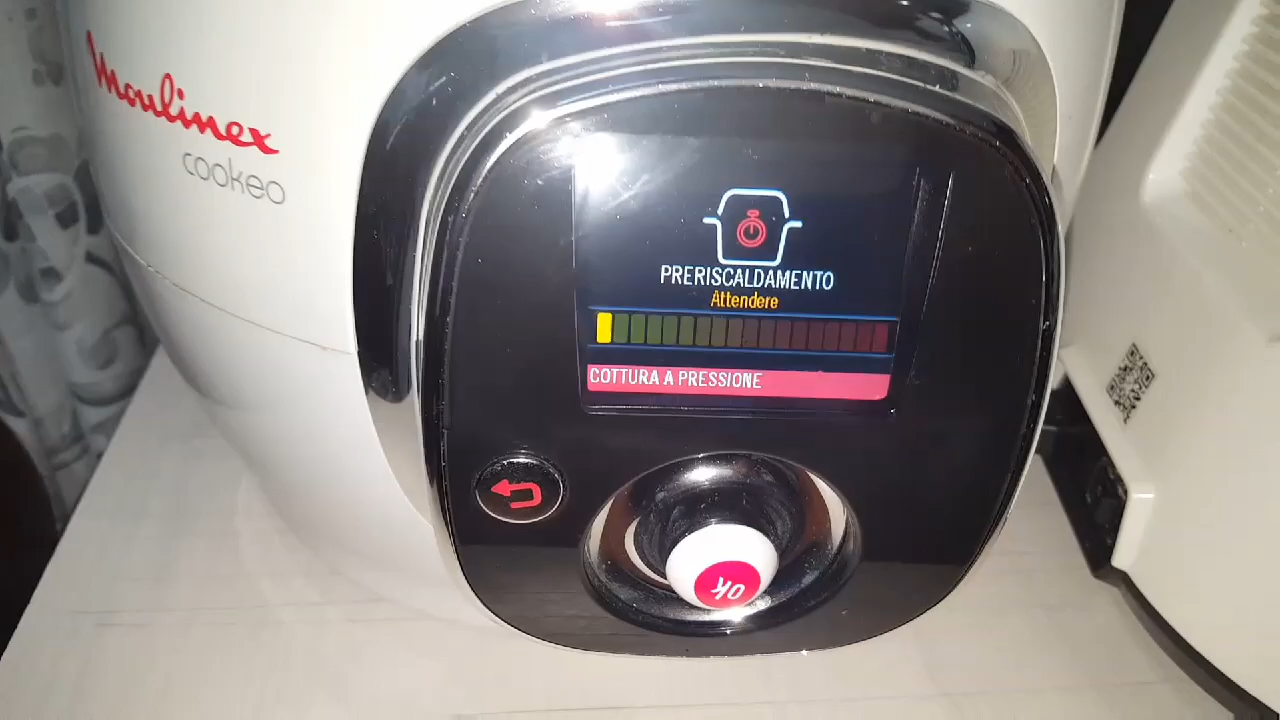 Moulinex
cookeo
PRERISCALDAMENTO
Attendere
COTTURA A PRESSIONE
OK